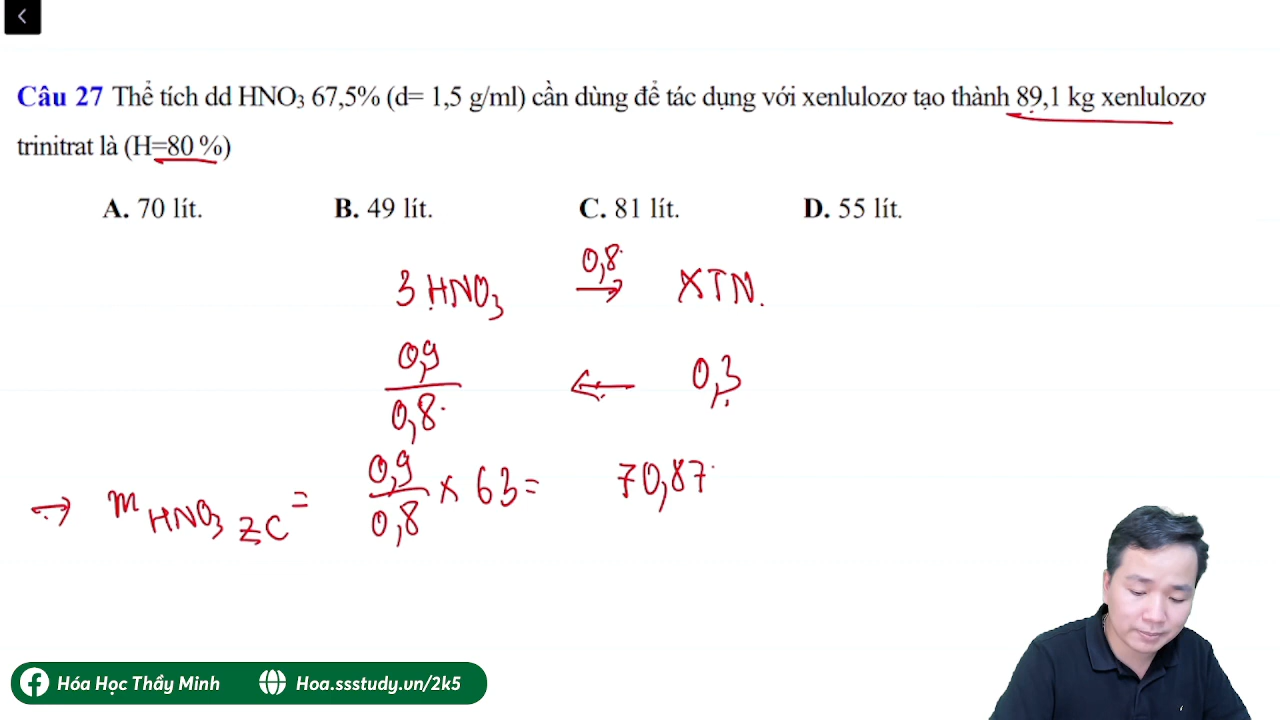 Câu 27 Thể tích dd HNO₃ 67,5% (d= 1,5 g/ml) cần dùng để tác dụng với xenlulozơ tạo thành 89,1 kg xenlulozơ
trinitrat là (H=80 %)
A. 70 lít. B. 49 lít. C. 81 lít. D. 55 lít.
3 HNO₃ 0,8 → XTN.
0,9/0,8 ← 0,3
→ m HNO₃ ZC = 0,9/0,8 × 63 = 70,87
Hóa Học Thầy Minh Hoa.ssstudy.vn/2k5